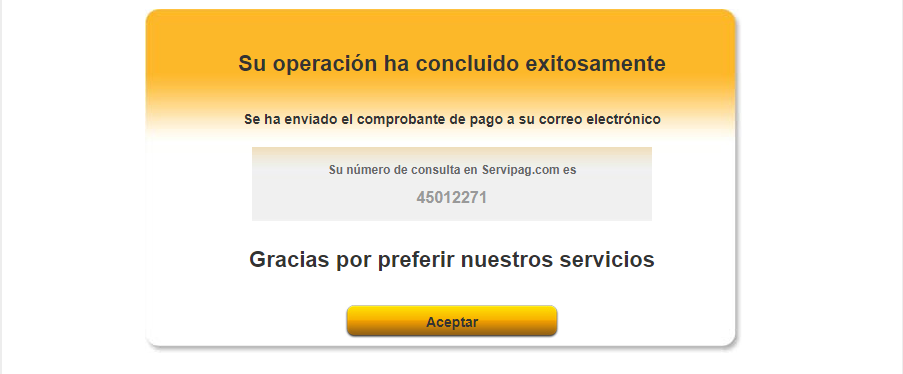 Su operación ha concluido exitosamente
Se ha enviado el comprobante de pago a su correo electrónico
Su número de consulta en Servipag.com es
45012271
Gracias por preferir nuestros servicios
Aceptar